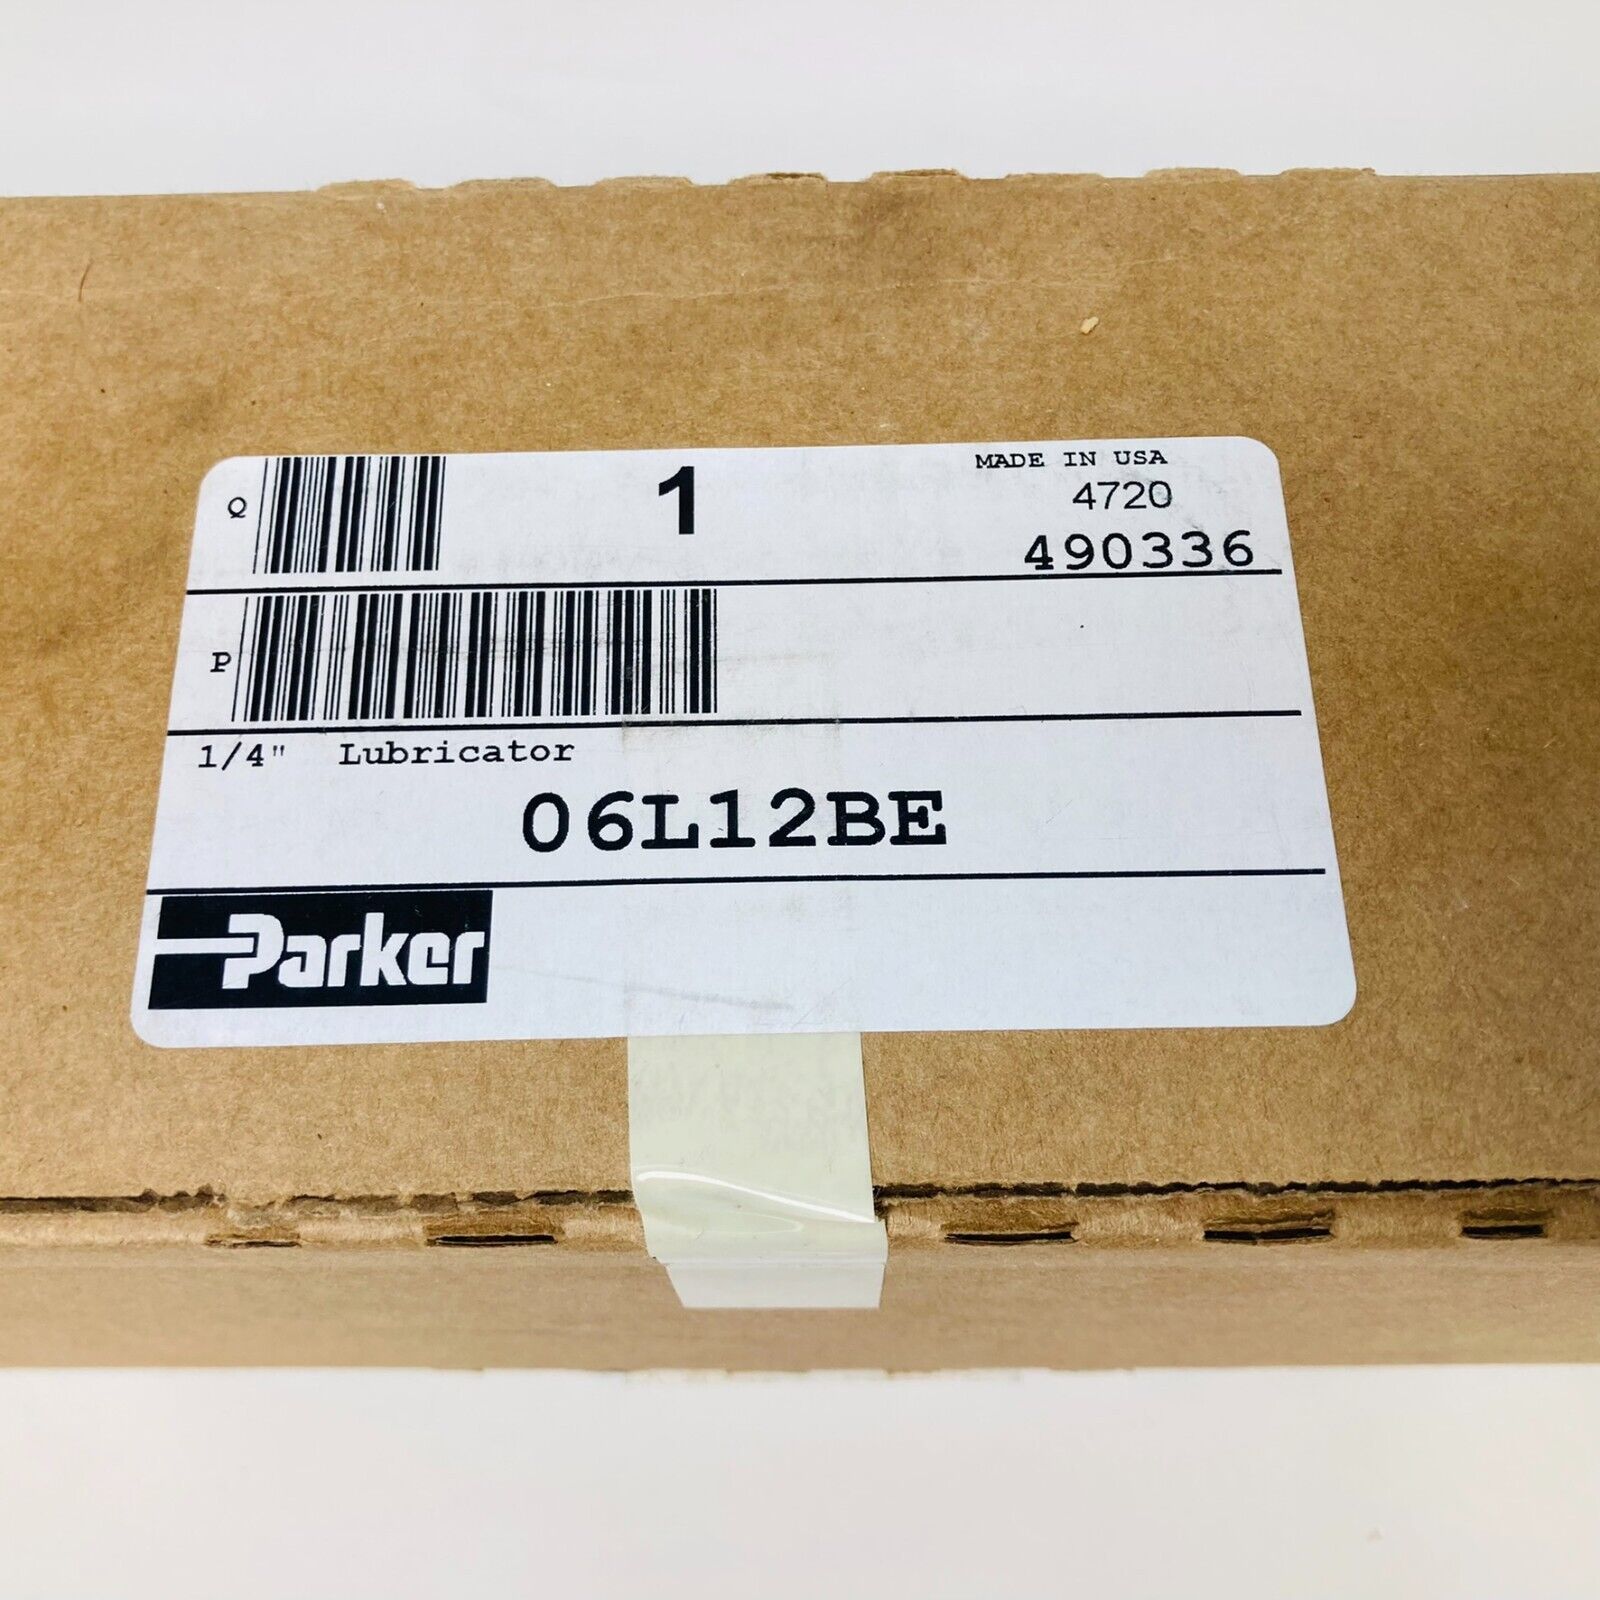 Q 1 MADE IN USA
4720
490336
P
1/4" Lubricator
06L12BE
Parker